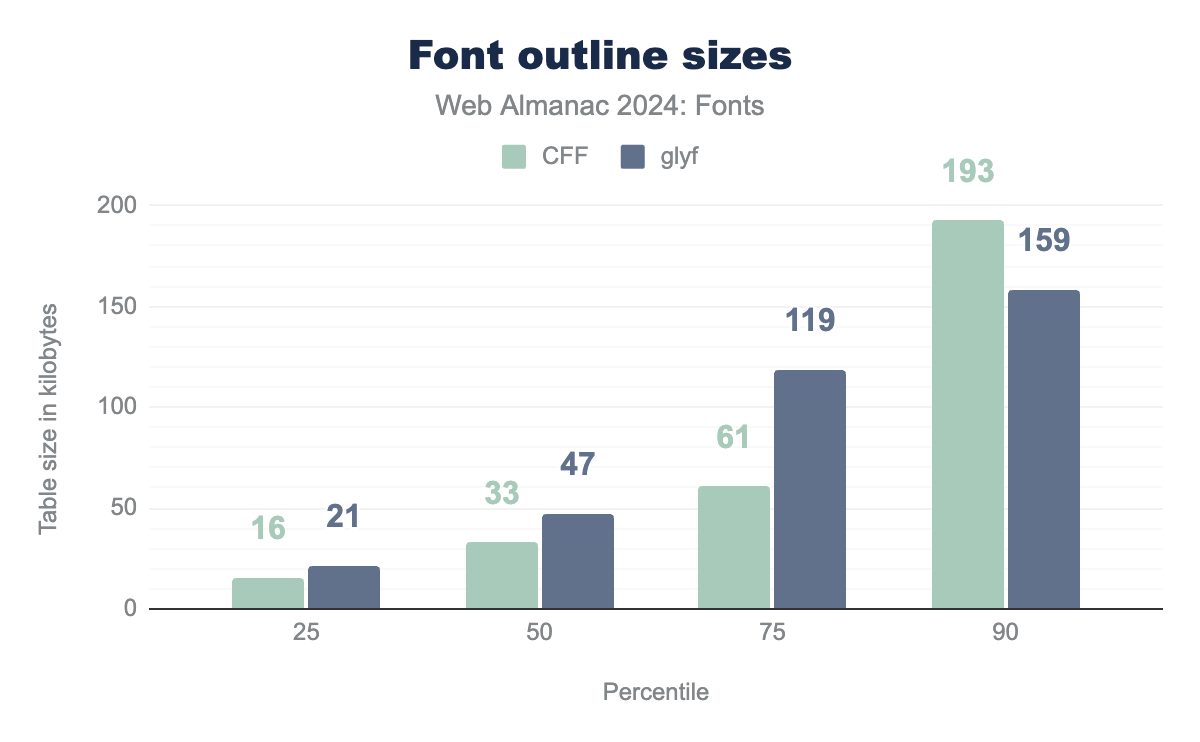 Font outline sizes
Web Almanac 2024: Fonts
CFF glyf
193
200
159
150
119
100
61
47
50
33
21
16
0
25 50 75 90
Table size in kilobytes
Percentile